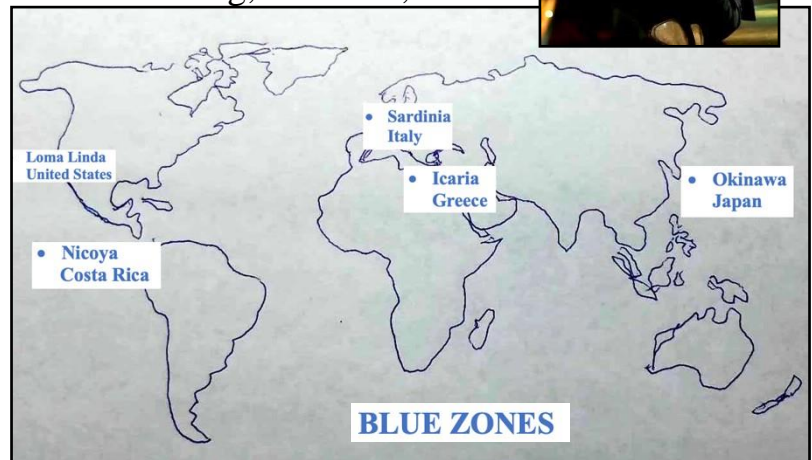 Loma Linda
United States
• Sardinia
Italy
• Icaria
Greece
• Okinawa
Japan
• Nicoya
Costa Rica
BLUE ZONES